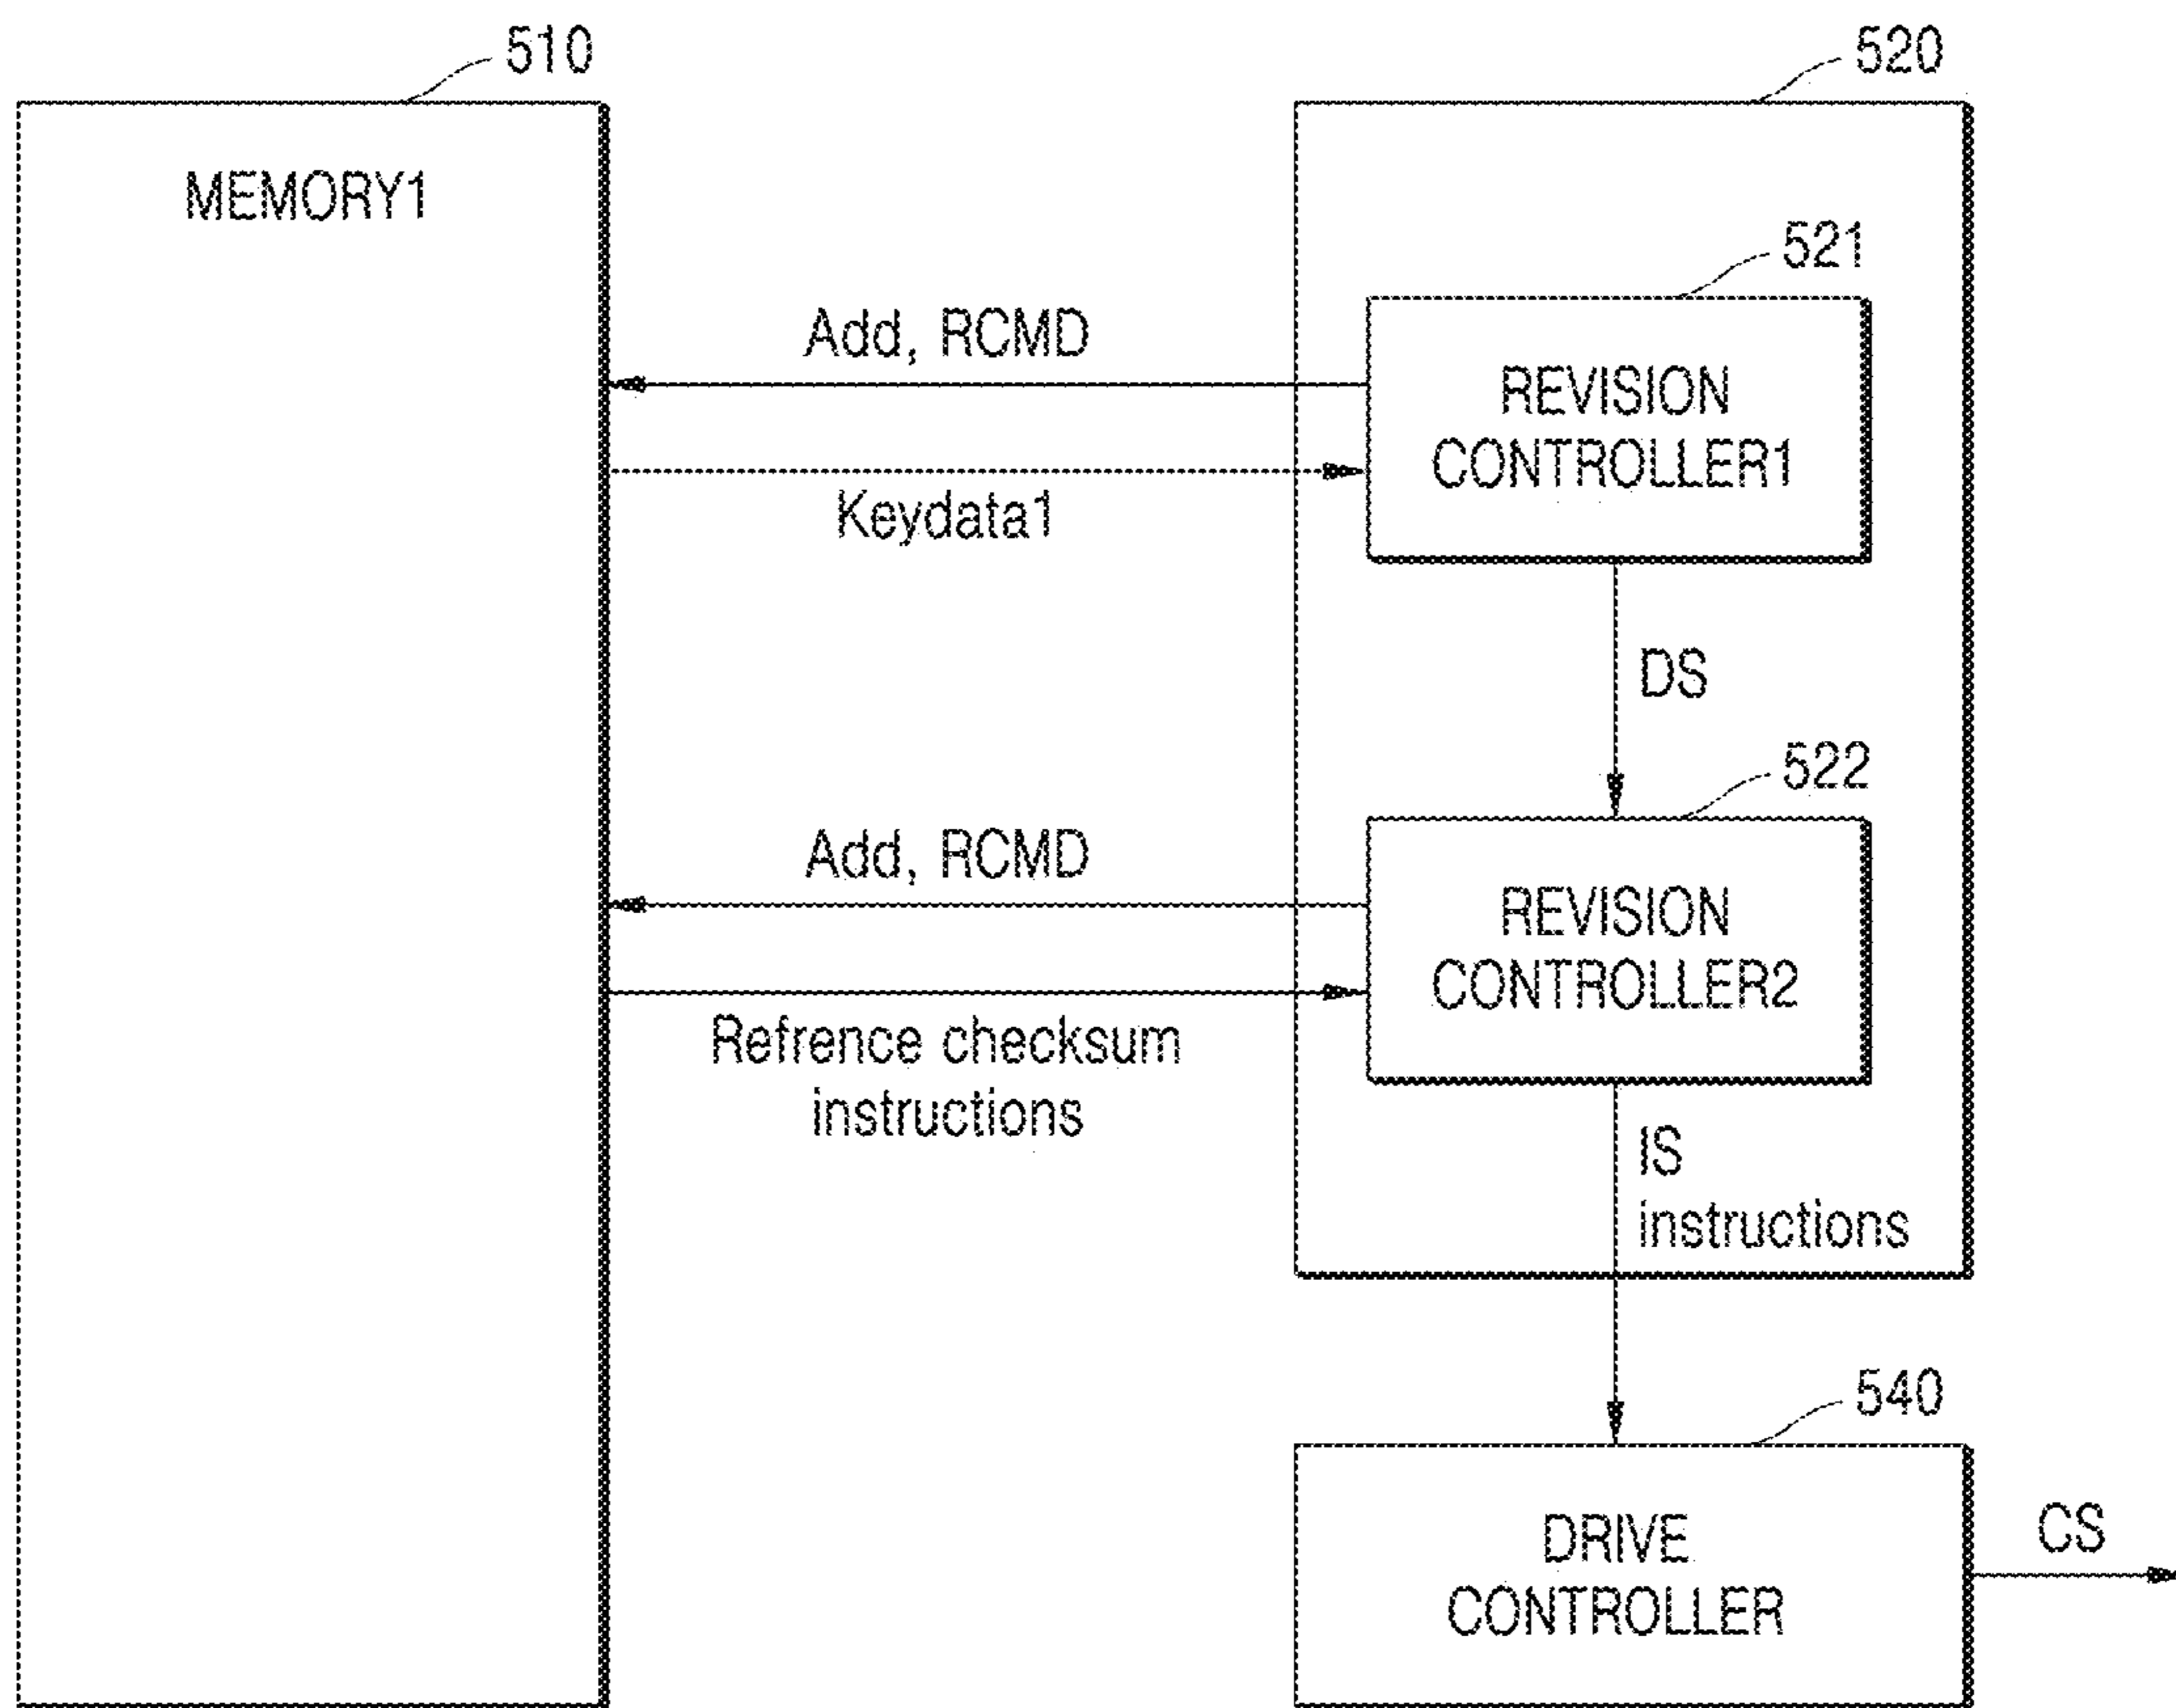 510
520
MEMORY1
521
Add, RCMD
REVISION
CONTROLLER1
Keydata1
DS
522
Add, RCMD
REVISION
CONTROLLER2
Refrence checksum
instructions
IS
instructions
540
DRIVE
CONTROLLER
CS